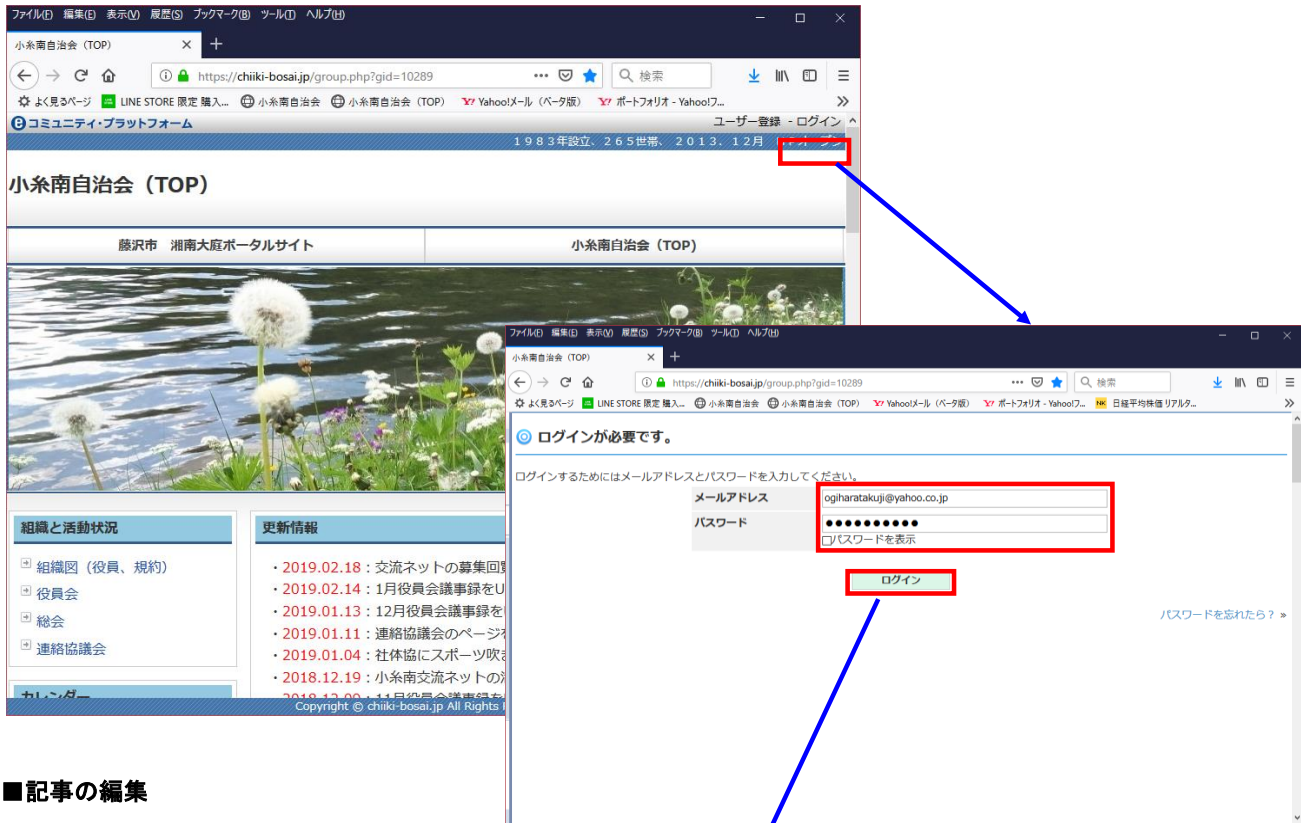 ファイル(F) 編集(E) 表示(V) 履歴(S) ブックマーク(B) ツール(T) ヘルプ(H)
小糸南自治会（TOP）
https://chiiki-bosai.jp/group.php?gid=10289
検索
よく見るページ LINE STORE 限定 購入... 小糸南自治会 小糸南自治会（TOP） Yahoo!メール（ベータ版） ポートフォリオ - Yahoo!フ...
コミュニティ・プラットフォーム
ユーザー登録 - ログイン
１９８３年設立、２６５世帯、２０１３．１２月
小糸南自治会（TOP）
藤沢市　湘南大庭ポータルサイト
小糸南自治会（TOP)
組織と活動状況
組織図（役員、規約）
役員会
総会
連絡協議会
カレンダー
更新情報
・2019.02.18：交流ネットの募集回
・2019.02.14：1月役員会議事録をU
・2019.01.13：12月役員会議事録を
・2019.01.11：連絡協議会のページ
・2019.01.04：社体協にスポーツ吹
・2018.12.19：小糸南交流ネットの
・2018.12.09：11月役員会議事録を
Copyright © chiiki-bosai.jp All Rights
ファイル(F) 編集(E) 表示(V) 履歴(S) ブックマーク(B) ツール(T) ヘルプ(H)
小糸南自治会（TOP）
https://chiiki-bosai.jp/group.php?gid=10289
検索
よく見るページ LINE STORE 限定 購入... 小糸南自治会 小糸南自治会（TOP） Yahoo!メール（ベータ版） ポートフォリオ - Yahoo!フ... 日経平均株価 リアルタ...
ログインが必要です。
ログインするためにはメールアドレスとパスワードを入力してください。
メールアドレス ogiharatakuji@yahoo.co.jp
パスワード ●●●●●●●●●●
パスワードを表示
ログイン
パスワードを忘れたら？ »
■記事の編集